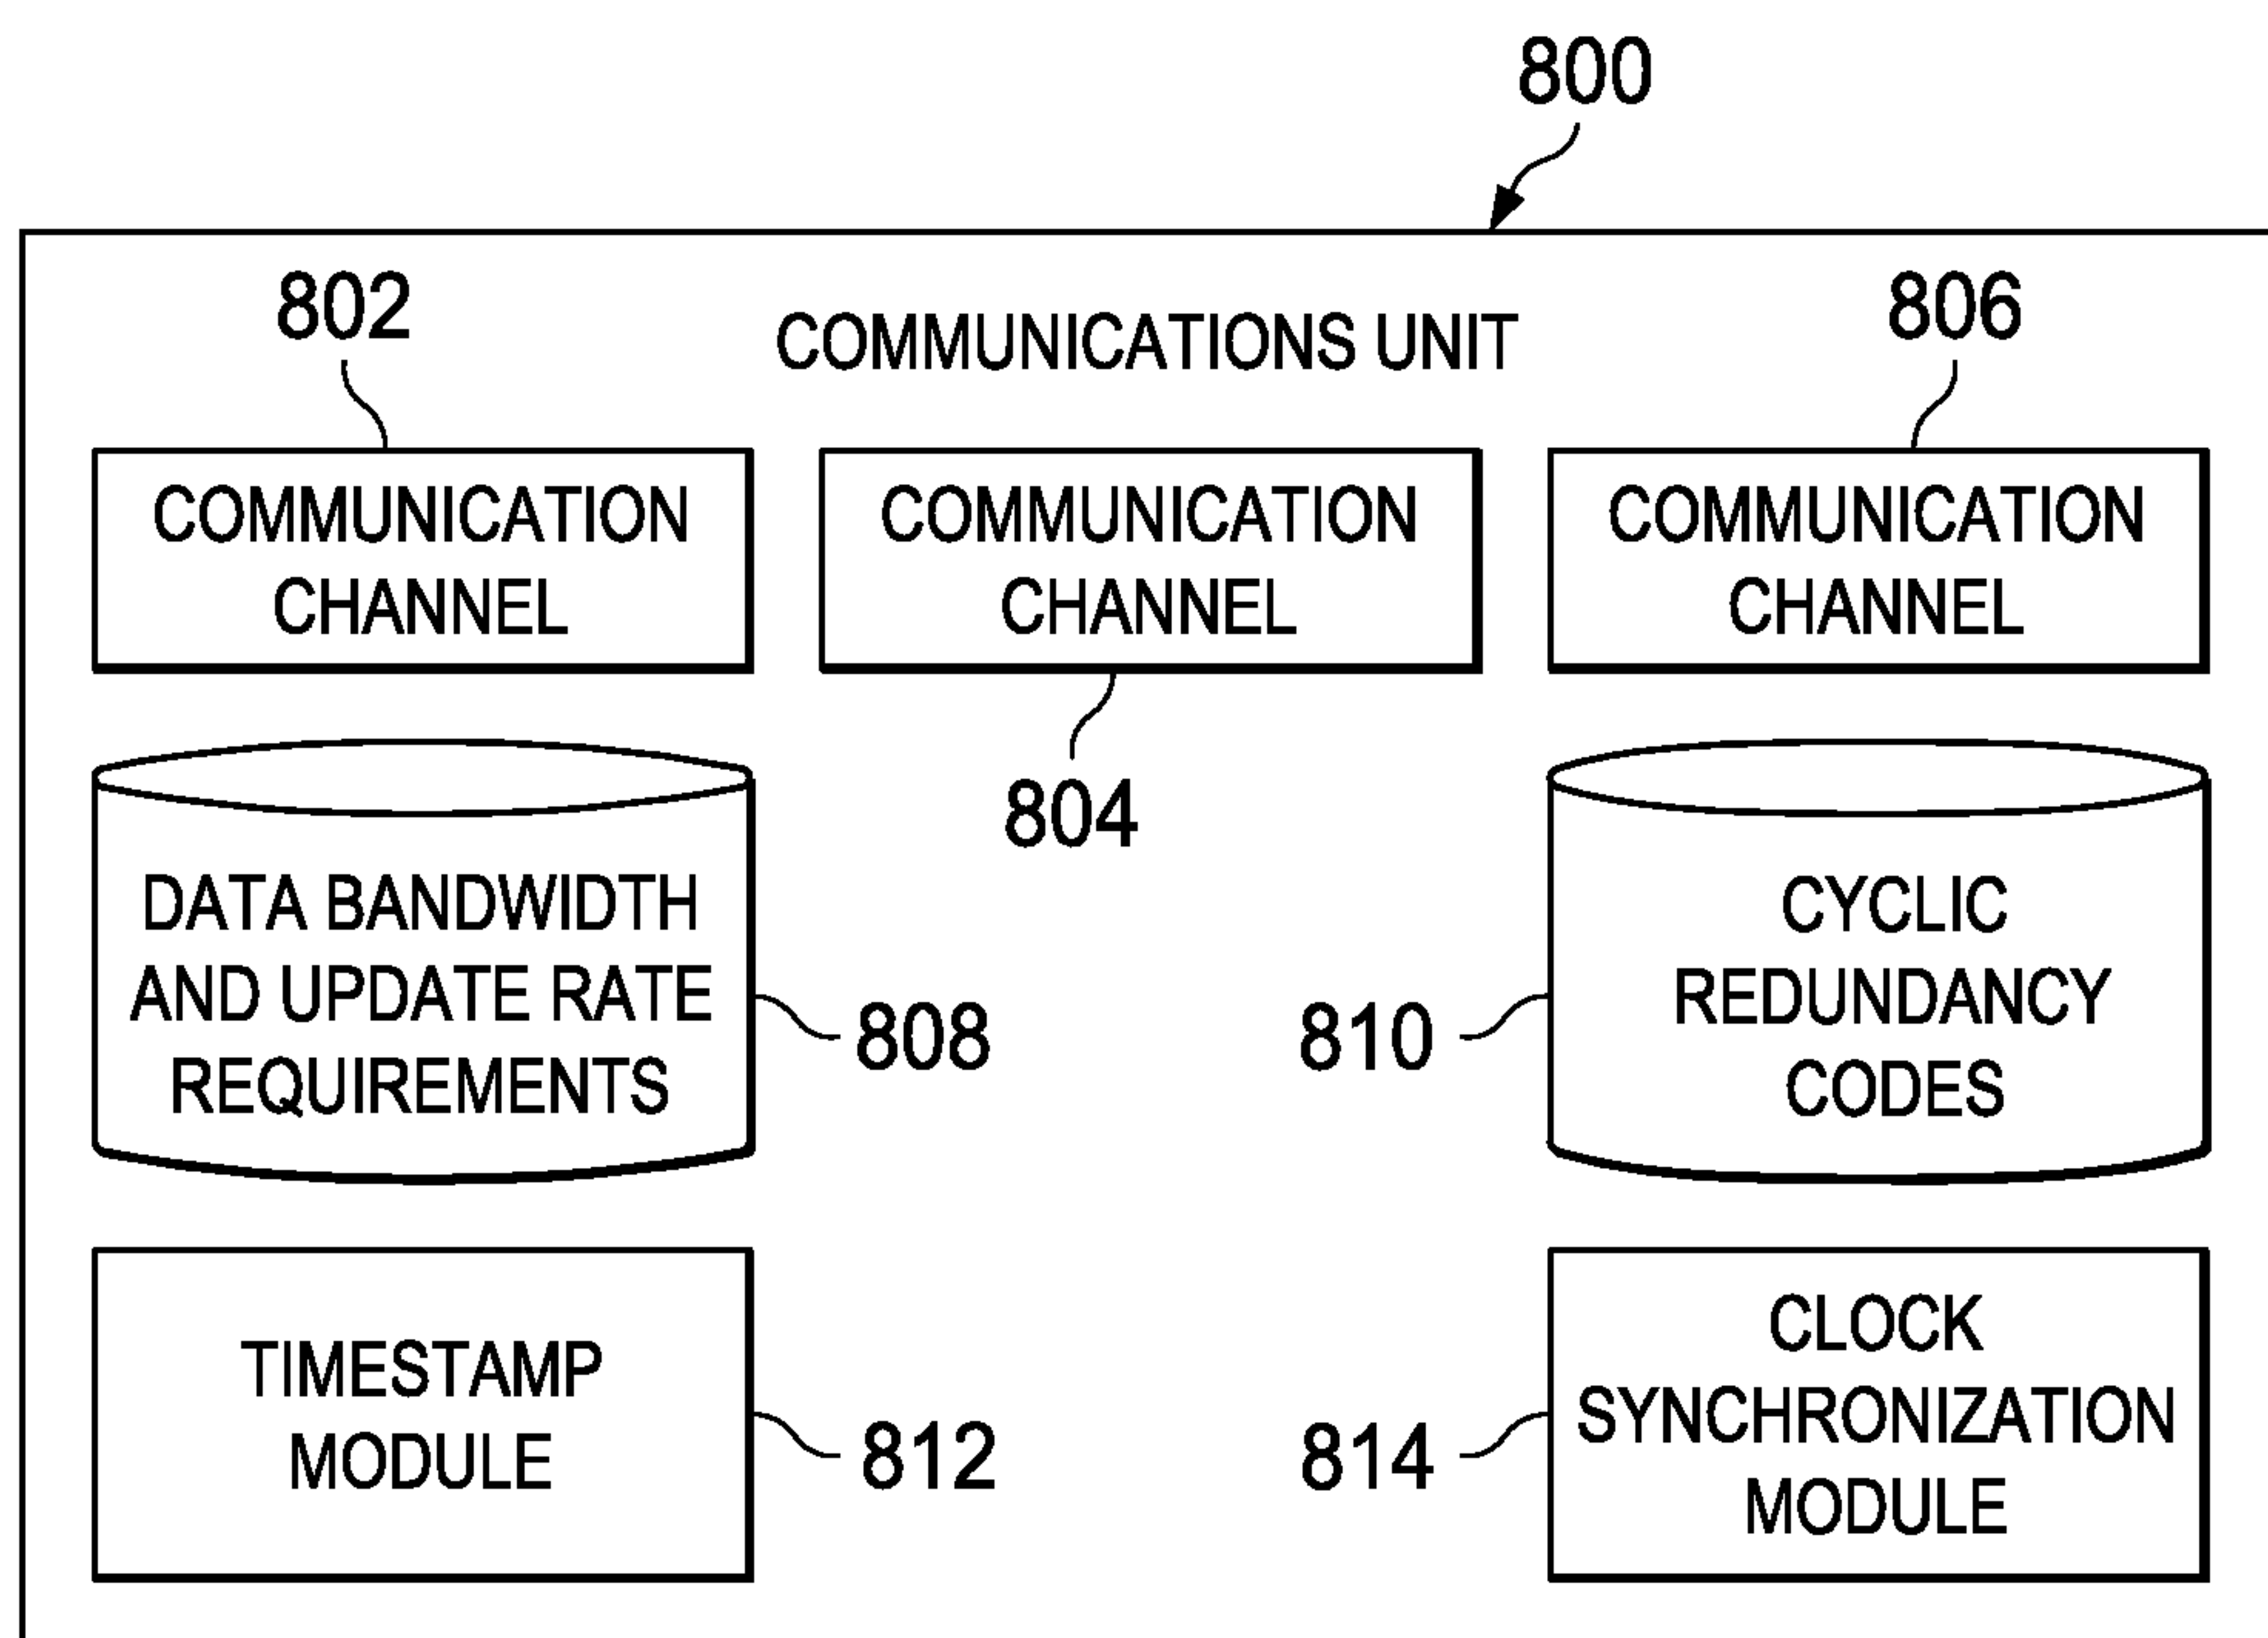 800
802
COMMUNICATIONS UNIT
806
COMMUNICATION
CHANNEL
COMMUNICATION
CHANNEL
COMMUNICATION
CHANNEL
804
DATA BANDWIDTH
AND UPDATE RATE
REQUIREMENTS
808
810
CYCLIC
REDUNDANCY
CODES
TIMESTAMP
MODULE
812
814
CLOCK
SYNCHRONIZATION
MODULE